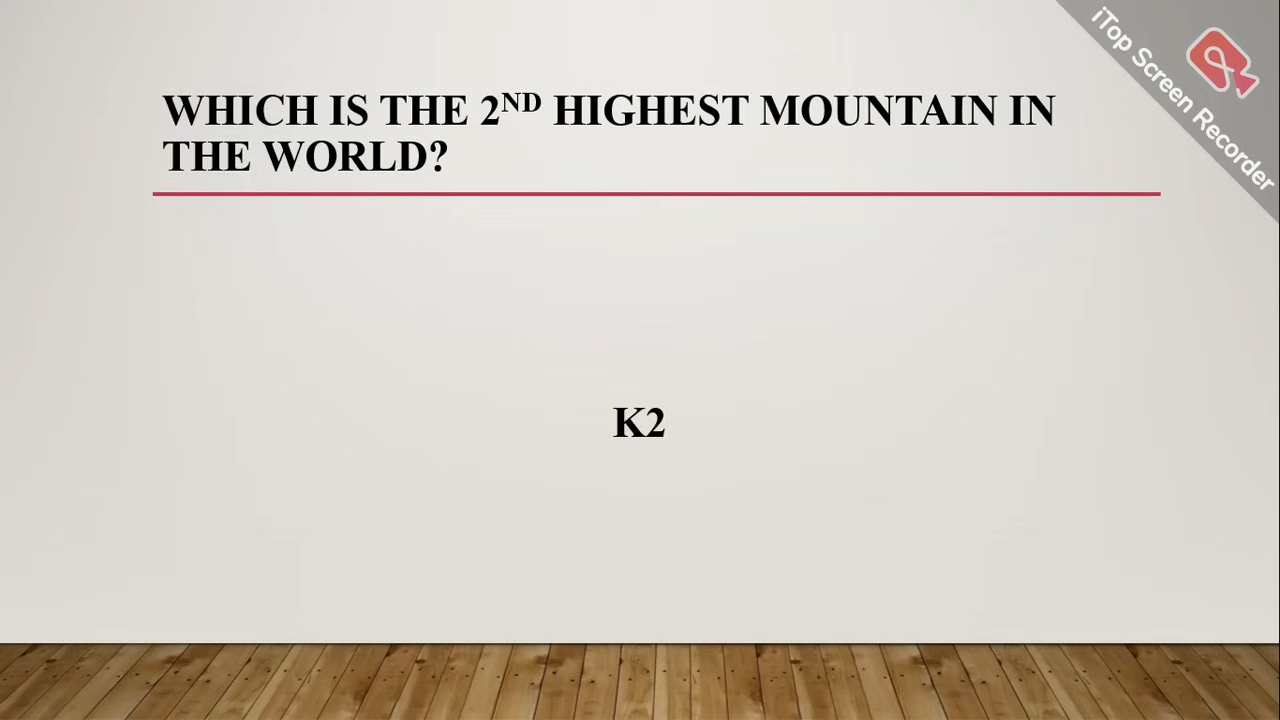 WHICH IS THE 2ND HIGHEST MOUNTAIN IN
THE WORLD?
K2
iTop Screen Recorder